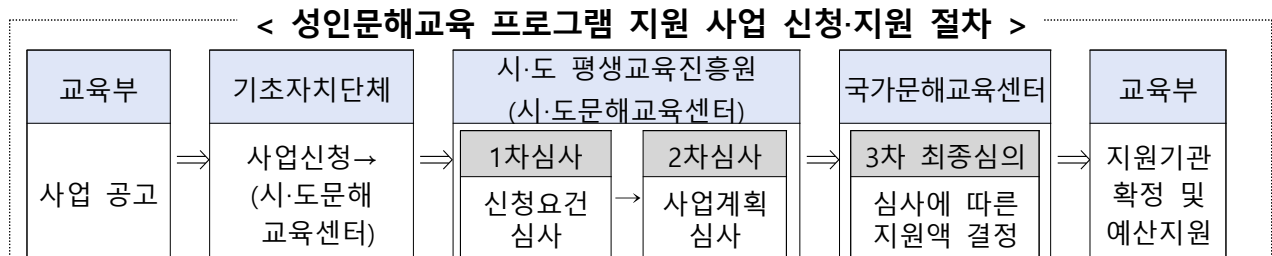 < 성인문해교육 프로그램 지원 사업 신청·지원 절차 >
교육부
사업 공고
⇒
기초자치단체
사업신청→
(시·도문해
교육센터)
⇒
시·도 평생교육진흥원
(시·도문해교육센터)
1차심사
신청요건
심사
→
2차심사
사업계획
심사
⇒
국가문해교육센터
3차 최종심의
심사에 따른
지원액 결정
⇒
교육부
지원기관
확정 및
예산지원